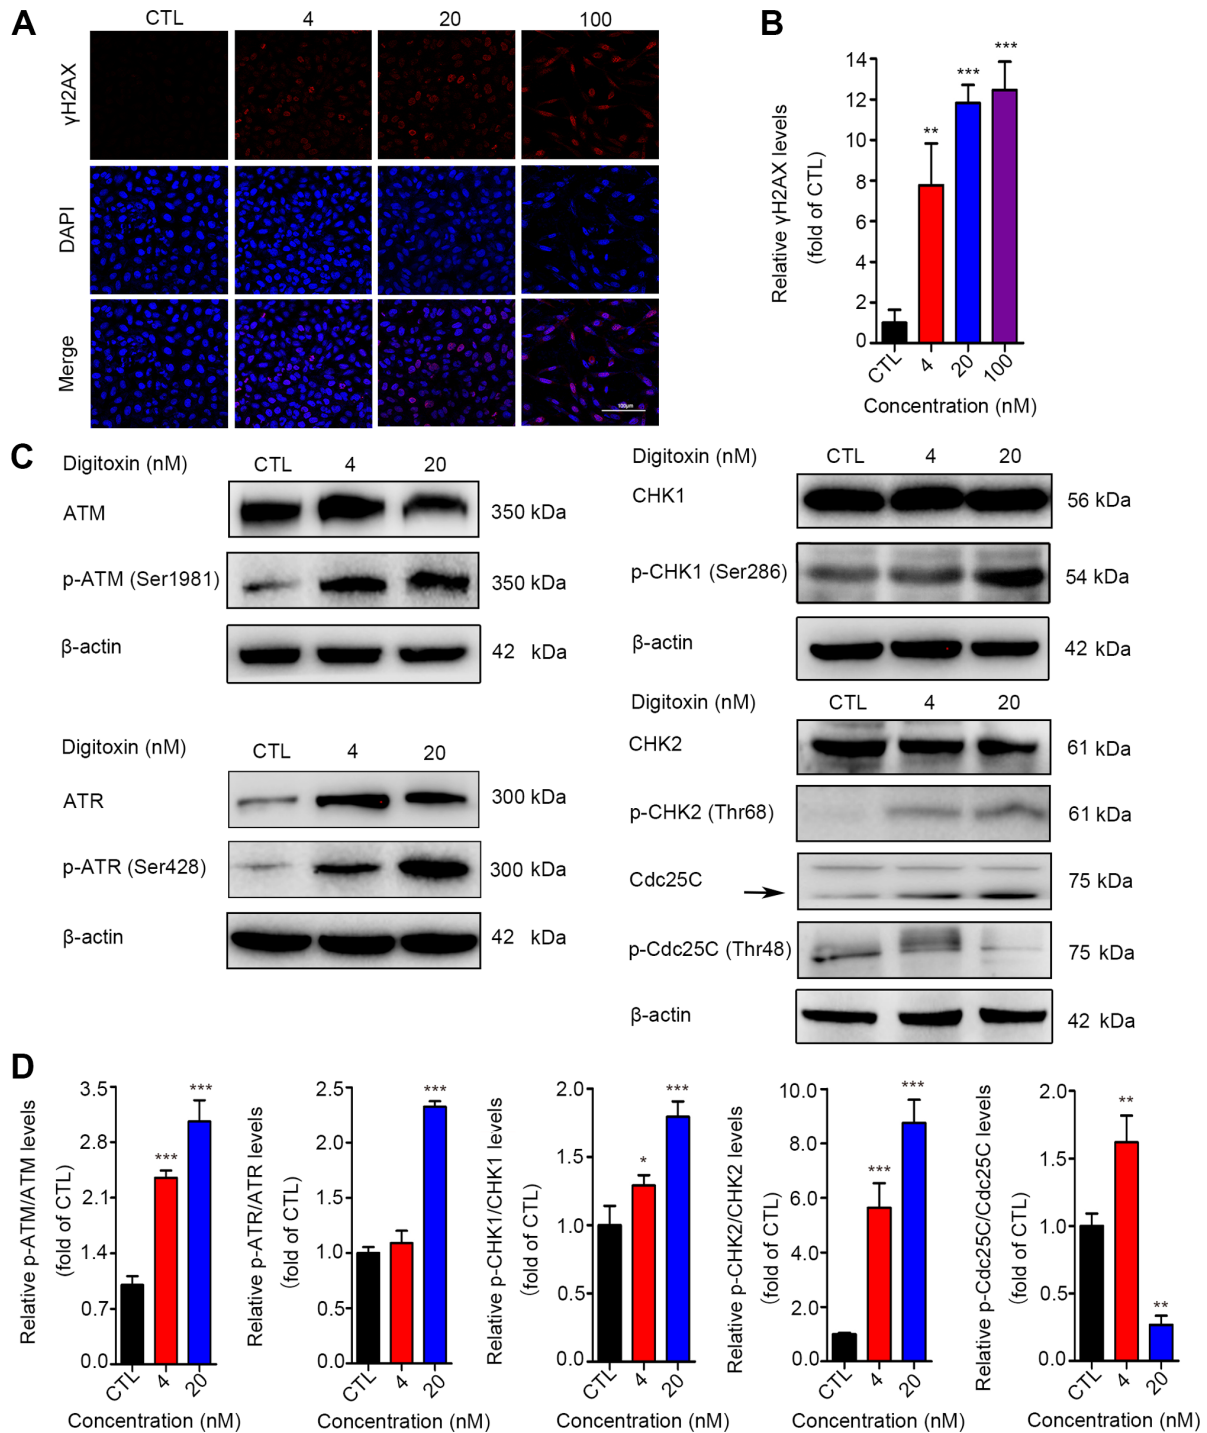 A
CTL 4 20 100
γH2AX
DAPI
Merge
100μm
B
Relative γH2AX levels
(fold of CTL)
14
12
10
8
6
4
2
0
** *** ***
CTL 4 20 100
Concentration (nM)
C
Digitoxin (nM) CTL 4 20
ATM 350 kDa
p-ATM (Ser1981) 350 kDa
β-actin 42 kDa
Digitoxin (nM) CTL 4 20
ATR 300 kDa
p-ATR (Ser428) 300 kDa
β-actin 42 kDa
Digitoxin (nM) CTL 4 20
CHK1 56 kDa
p-CHK1 (Ser286) 54 kDa
β-actin 42 kDa
Digitoxin (nM) CTL 4 20
CHK2 61 kDa
p-CHK2 (Thr68) 61 kDa
Cdc25C 75 kDa
p-Cdc25C (Thr48) 75 kDa
β-actin 42 kDa
D
Relative p-ATM/ATM levels
(fold of CTL)
3.5
2.8
2.1
1.4
0.7
0.0
*** ***
CTL 4 20
Concentration (nM)
Relative p-ATR/ATR levels
(fold of CTL)
2.5
2.0
1.5
1.0
0.5
0.0
***
CTL 4 20
Concentration (nM)
Relative p-CHK1/CHK1 levels
(fold of CTL)
2.0
1.5
1.0
0.5
0.0
* ***
CTL 4 20
Concentration (nM)
Relative p-CHK2/CHK2 levels
(fold of CTL)
10.0
8.0
6.0
4.0
2.0
0.0
*** ***
CTL 4 20
Concentration (nM)
Relative p-Cdc25C/Cdc25C levels
(fold of CTL)
2.0
1.5
1.0
0.5
0.0
** **
CTL 4 20
Concentration (nM)